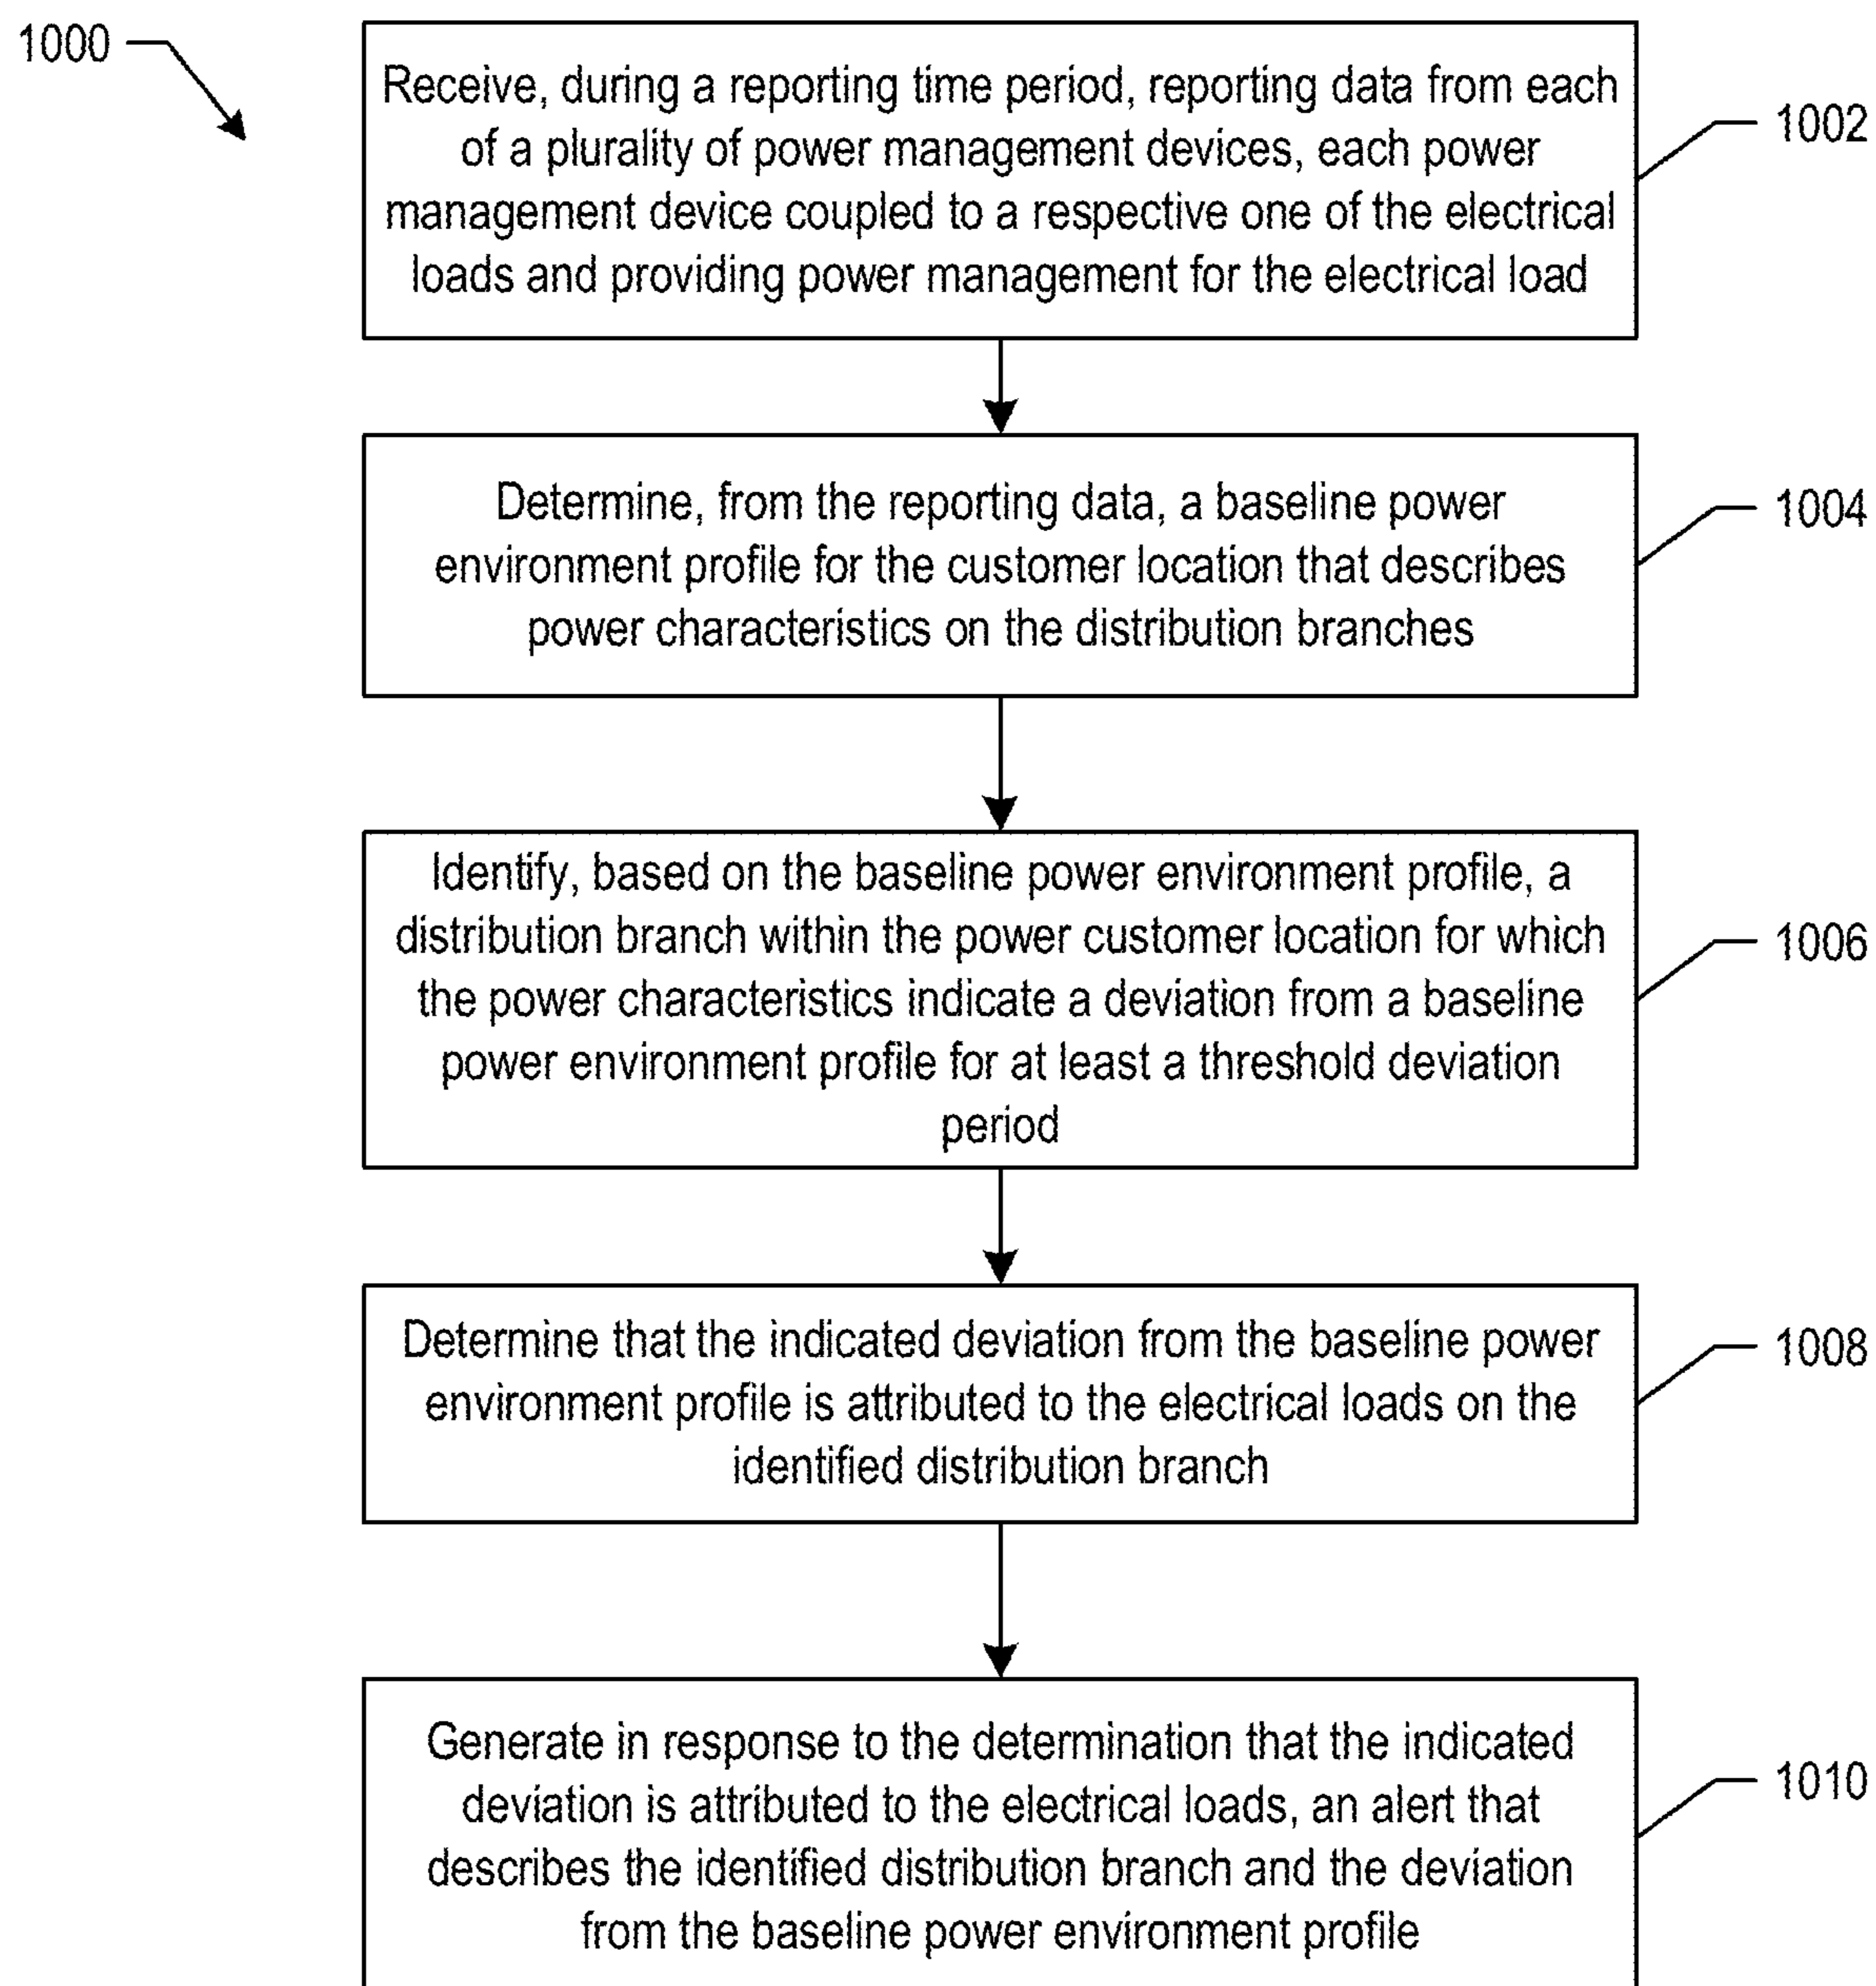 1000
Receive, during a reporting time period, reporting data from each
of a plurality of power management devices, each power
management device coupled to a respective one of the electrical
loads and providing power management for the electrical load
1002
Determine, from the reporting data, a baseline power
environment profile for the customer location that describes
power characteristics on the distribution branches
1004
Identify, based on the baseline power environment profile, a
distribution branch within the power customer location for which
the power characteristics indicate a deviation from a baseline
power environment profile for at least a threshold deviation
period
1006
Determine that the indicated deviation from the baseline power
environment profile is attributed to the electrical loads on the
identified distribution branch
1008
Generate in response to the determination that the indicated
deviation is attributed to the electrical loads, an alert that
describes the identified distribution branch and the deviation
from the baseline power environment profile
1010